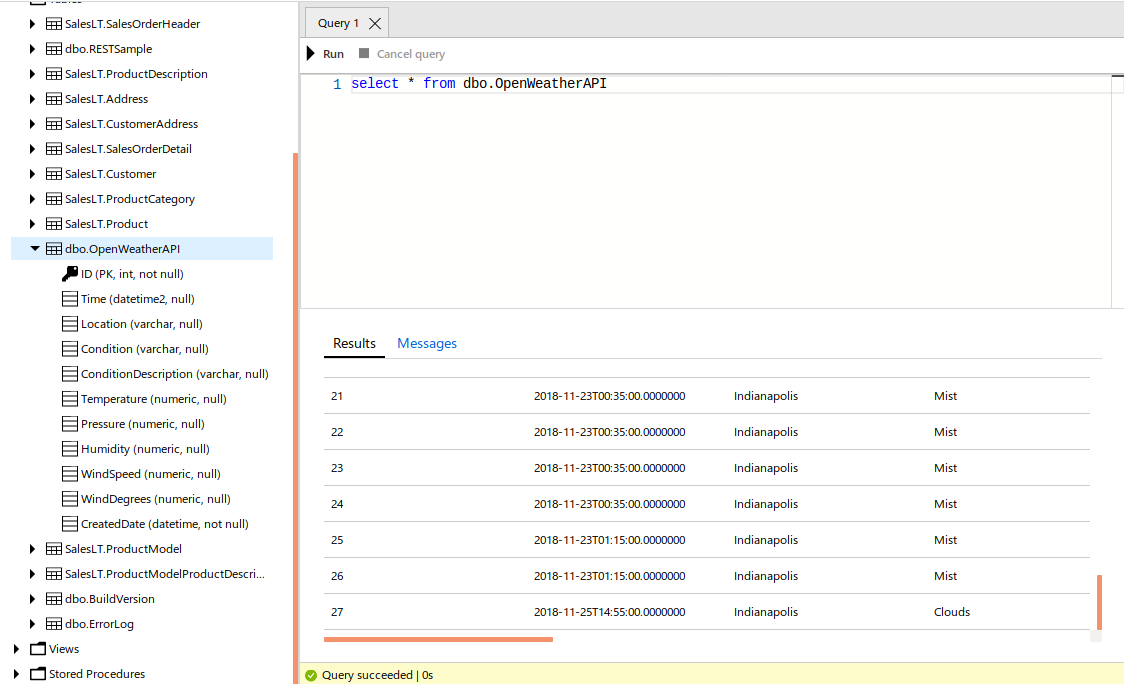 SalesLT.SalesOrderHeader
dbo.RESTSample
SalesLT.ProductDescription
SalesLT.Address
SalesLT.CustomerAddress
SalesLT.SalesOrderDetail
SalesLT.Customer
SalesLT.ProductCategory
SalesLT.Product
dbo.OpenWeatherAPI
ID (PK, int, not null)
Time (datetime2, null)
Location (varchar, null)
Condition (varchar, null)
ConditionDescription (varchar, null)
Temperature (numeric, null)
Pressure (numeric, null)
Humidity (numeric, null)
WindSpeed (numeric, null)
WindDegrees (numeric, null)
CreatedDate (datetime, not null)
SalesLT.ProductModel
SalesLT.ProductModelProductDescri...
dbo.BuildVersion
dbo.ErrorLog
Views
Stored Procedures
Query 1
Run Cancel query
1 select * from dbo.OpenWeatherAPI
Results Messages
21 2018-11-23T00:35:00.0000000 Indianapolis Mist
22 2018-11-23T00:35:00.0000000 Indianapolis Mist
23 2018-11-23T00:35:00.0000000 Indianapolis Mist
24 2018-11-23T00:35:00.0000000 Indianapolis Mist
25 2018-11-23T01:15:00.0000000 Indianapolis Mist
26 2018-11-23T01:15:00.0000000 Indianapolis Mist
27 2018-11-25T14:55:00.0000000 Indianapolis Clouds
Query succeeded | 0s